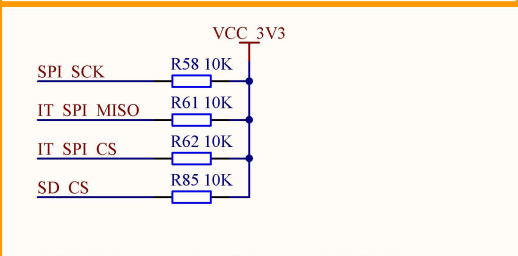 VCC_3V3
SPI_SCK
R58 10K
IT_SPI_MISO
R61 10K
IT_SPI_CS
R62 10K
SD_CS
R85 10K